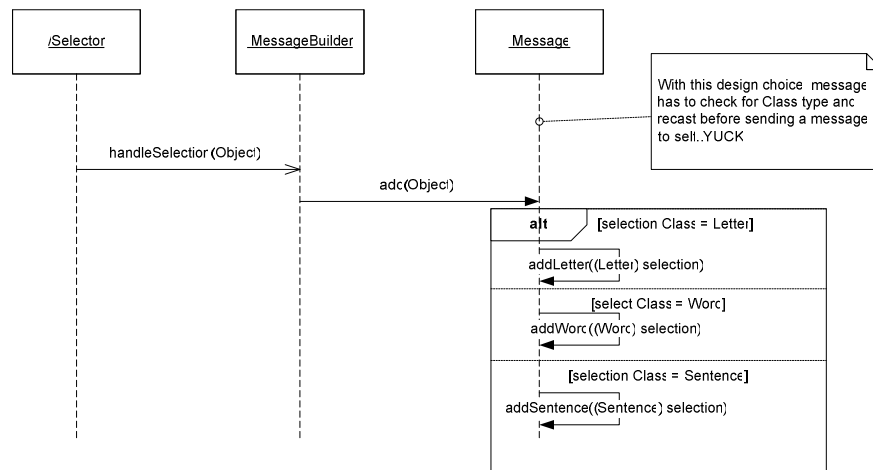 /Selector
MessageBuilder
Message
With this design choice message
has to check for Class type and
recast before sending a message
to self..YUCK
handleSelection(Object)
add(Object)
alt
[selection Class = Letter]
addLetter((Letter) selection)
[select Class = Word]
addWord((Word) selection)
[selection Class = Sentence]
addSentence((Sentence) selection)